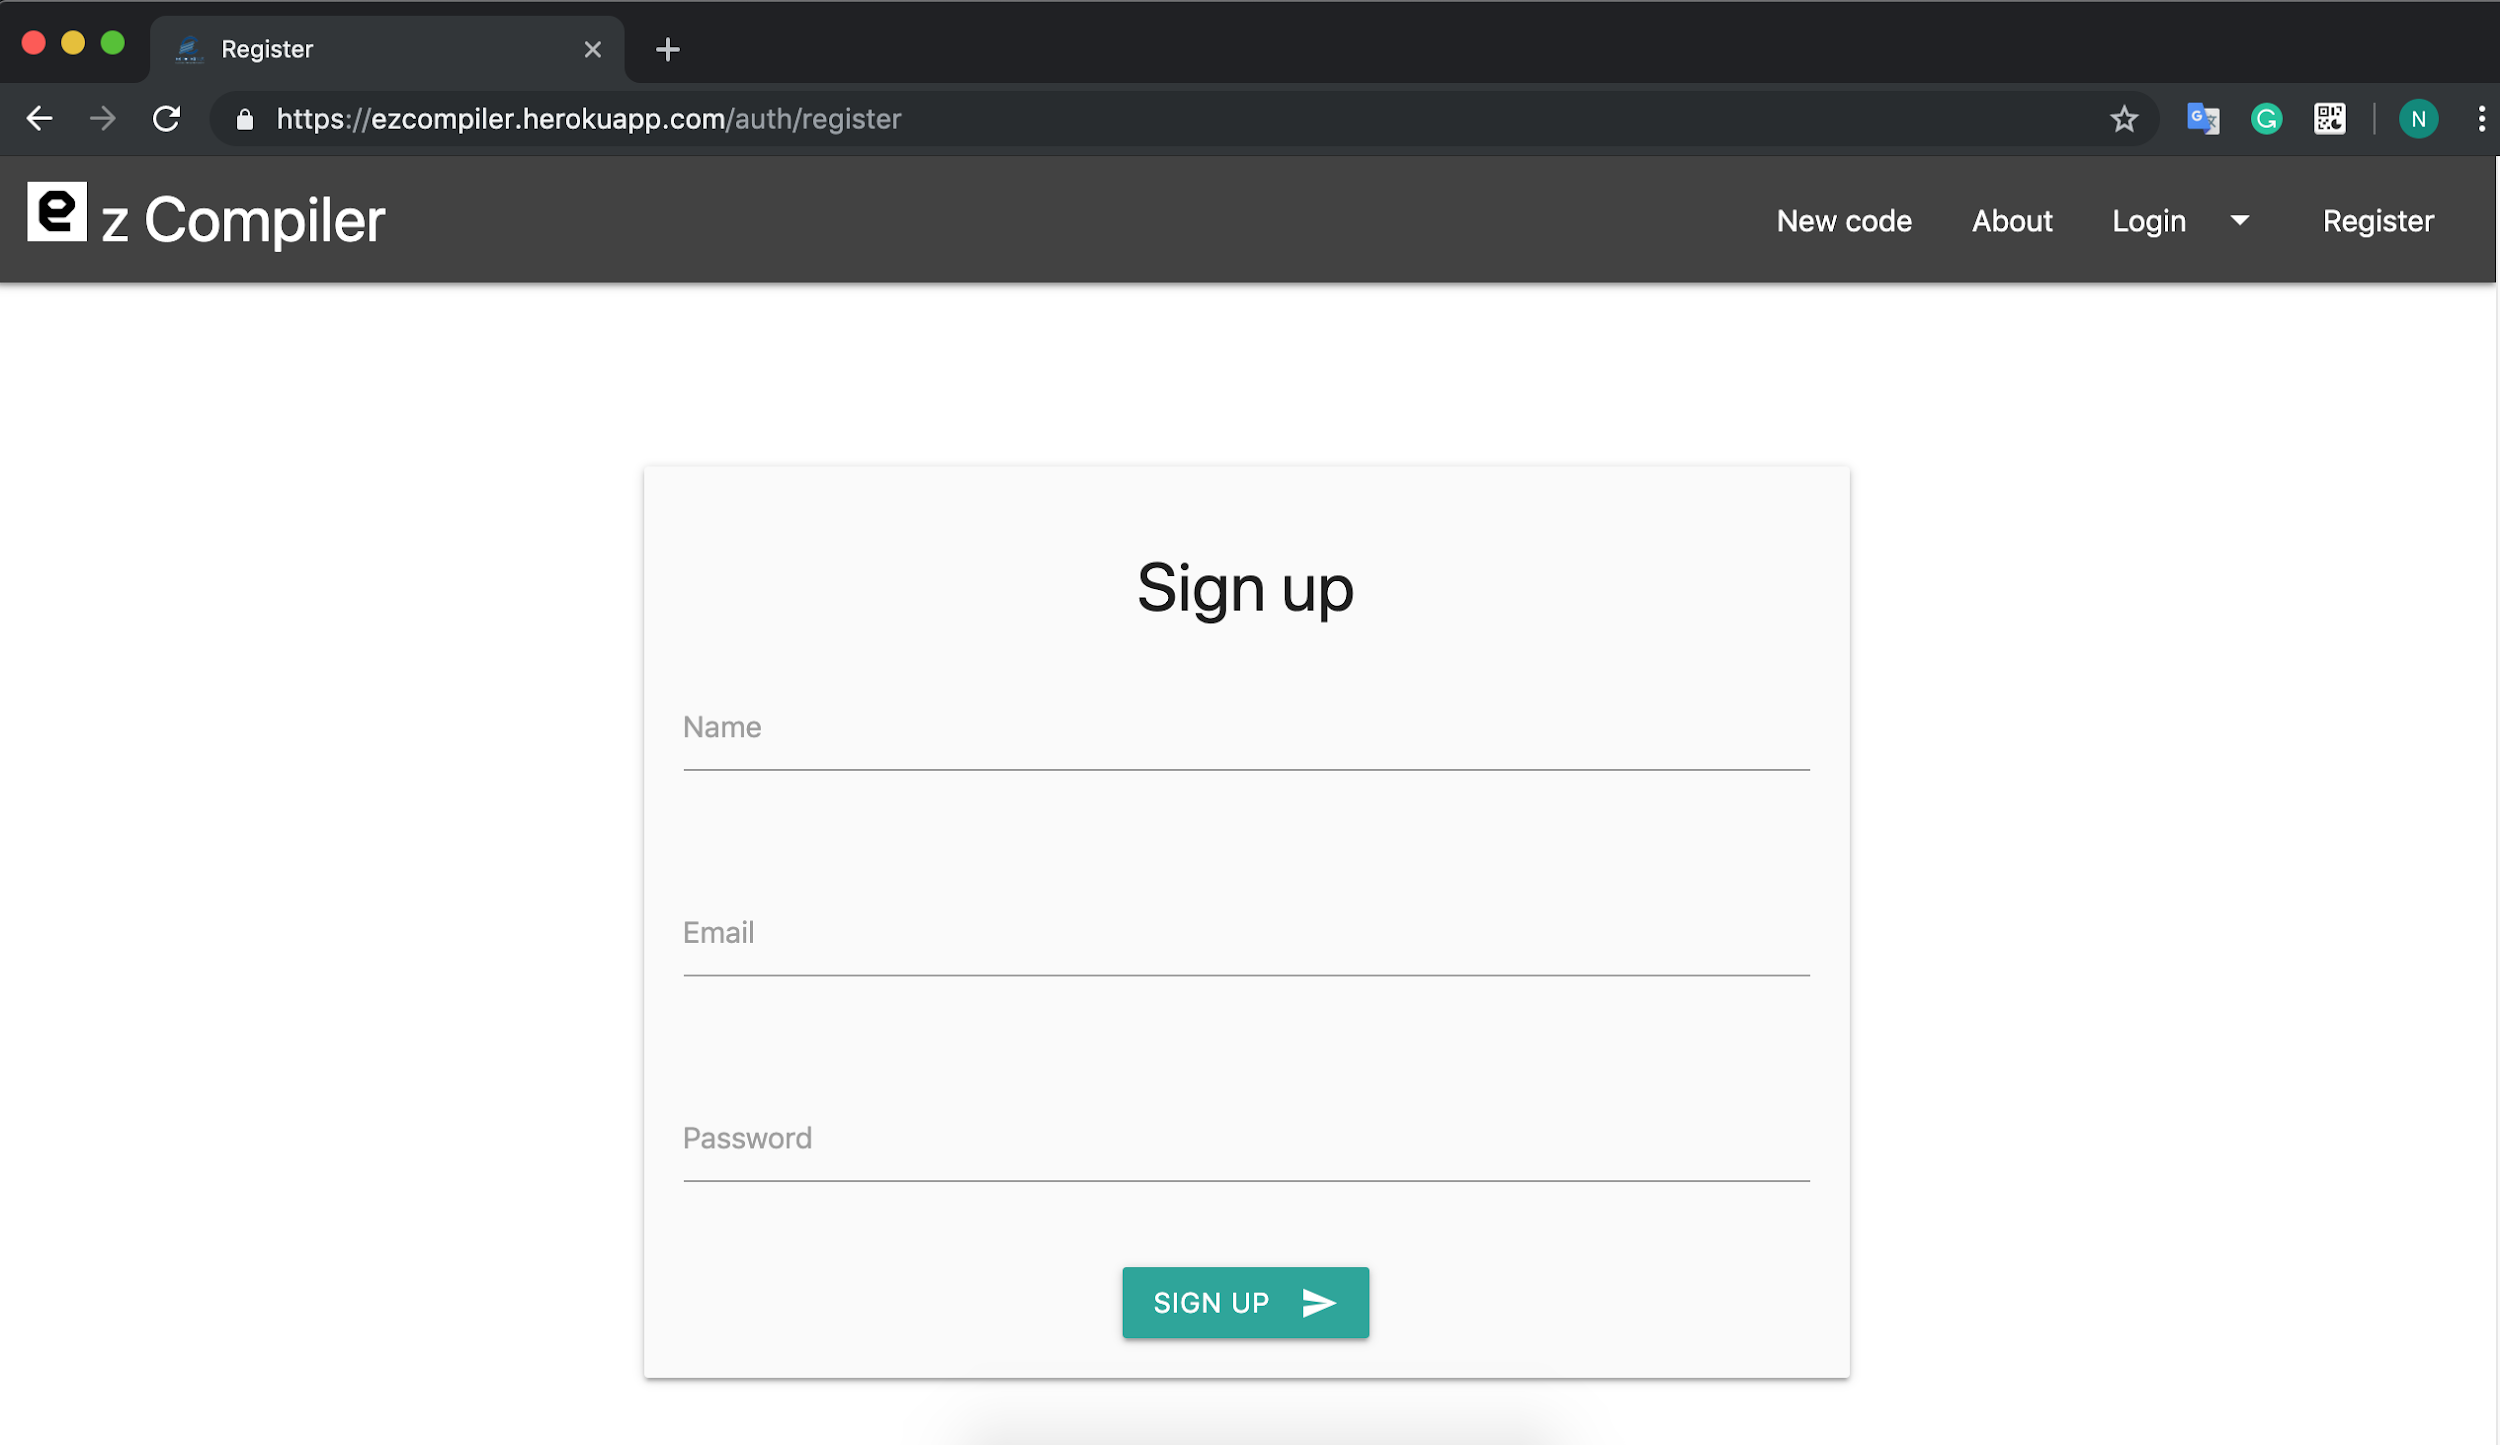 Register
https://ezcompiler.herokuapp.com/auth/register
N
e z Compiler
New code About Login Register
Sign up
Name
Email
Password
SIGN UP